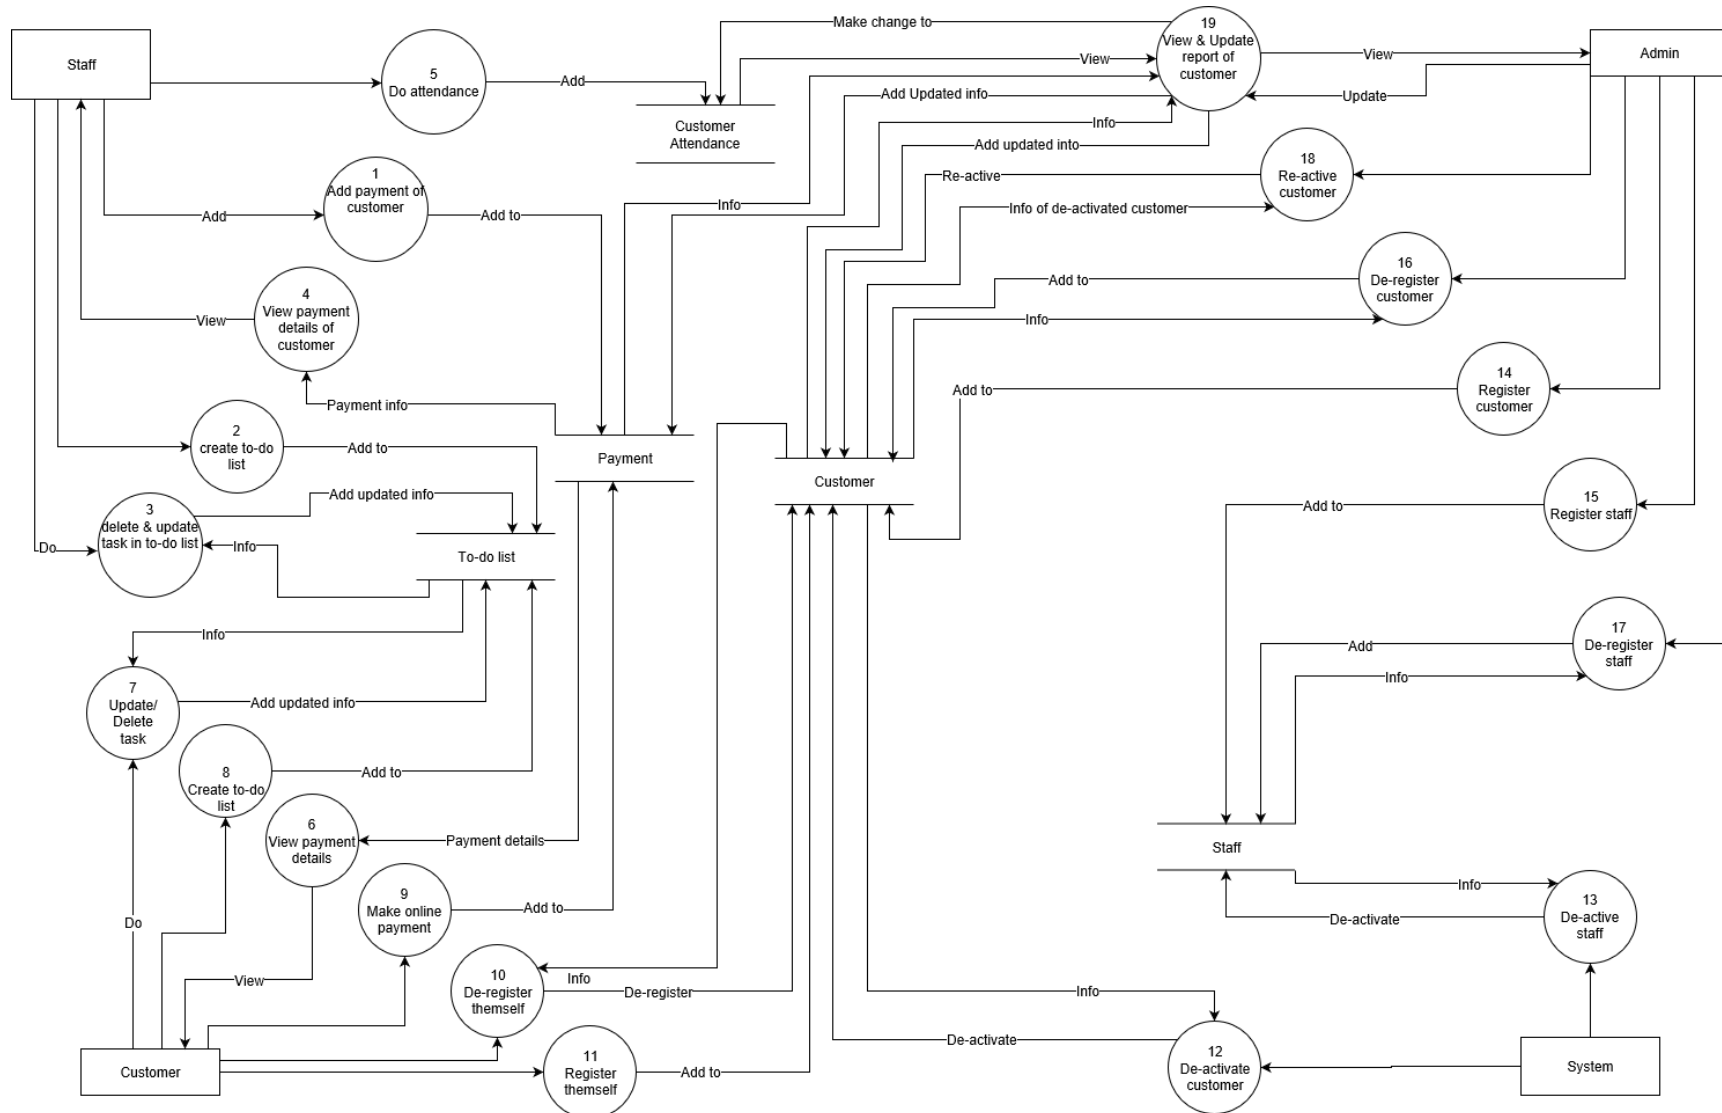 Staff
5
Do attendance
Add
Make change to
19
View & Update
report of
customer
View
View
Admin
Add Updated info
Update
Customer
Attendance
Info
Add updated into
1
Add payment of
customer
Add
Add to
Info
Re-active
18
Re-active
customer
Info of de-activated customer
4
View payment
details of
customer
View
16
De-register
customer
Add to
Info
Payment info
14
Register
customer
Add to
2
create to-do
list
Add to
Payment
Customer
3
delete & update
task in to-do list
Add updated info
Do
Info
To-do list
15
Register staff
Add to
Info
17
De-register
staff
Add
Info
7
Update/
Delete
task
Add updated info
8
Create to-do
list
Add to
6
View payment
details
Payment details
Staff
9
Make online
payment
Add to
Do
Info
13
De-active
staff
De-activate
View
10
De-register
themself
Info
De-register
Info
De-activate
12
De-activate
customer
Customer
11
Register
themself
Add to
System